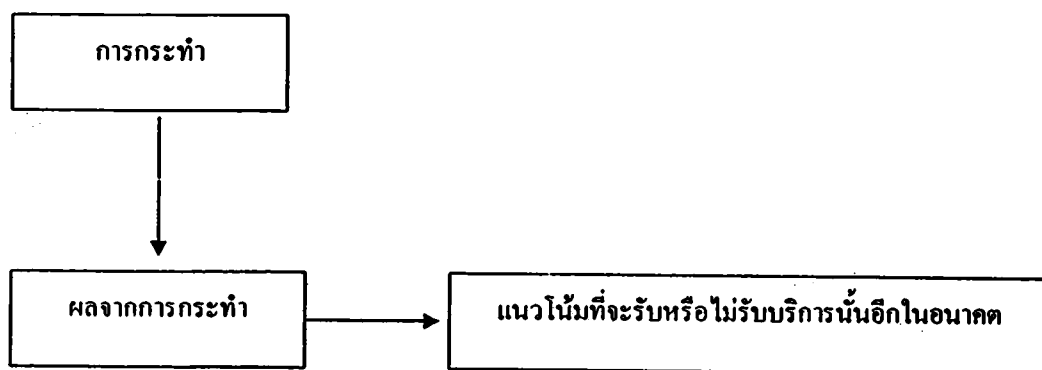 การกระทำ
ผลจากการกระทำ
แนวโน้มที่จะรับหรือไม่รับบริการนั้นอีกในอนาคต